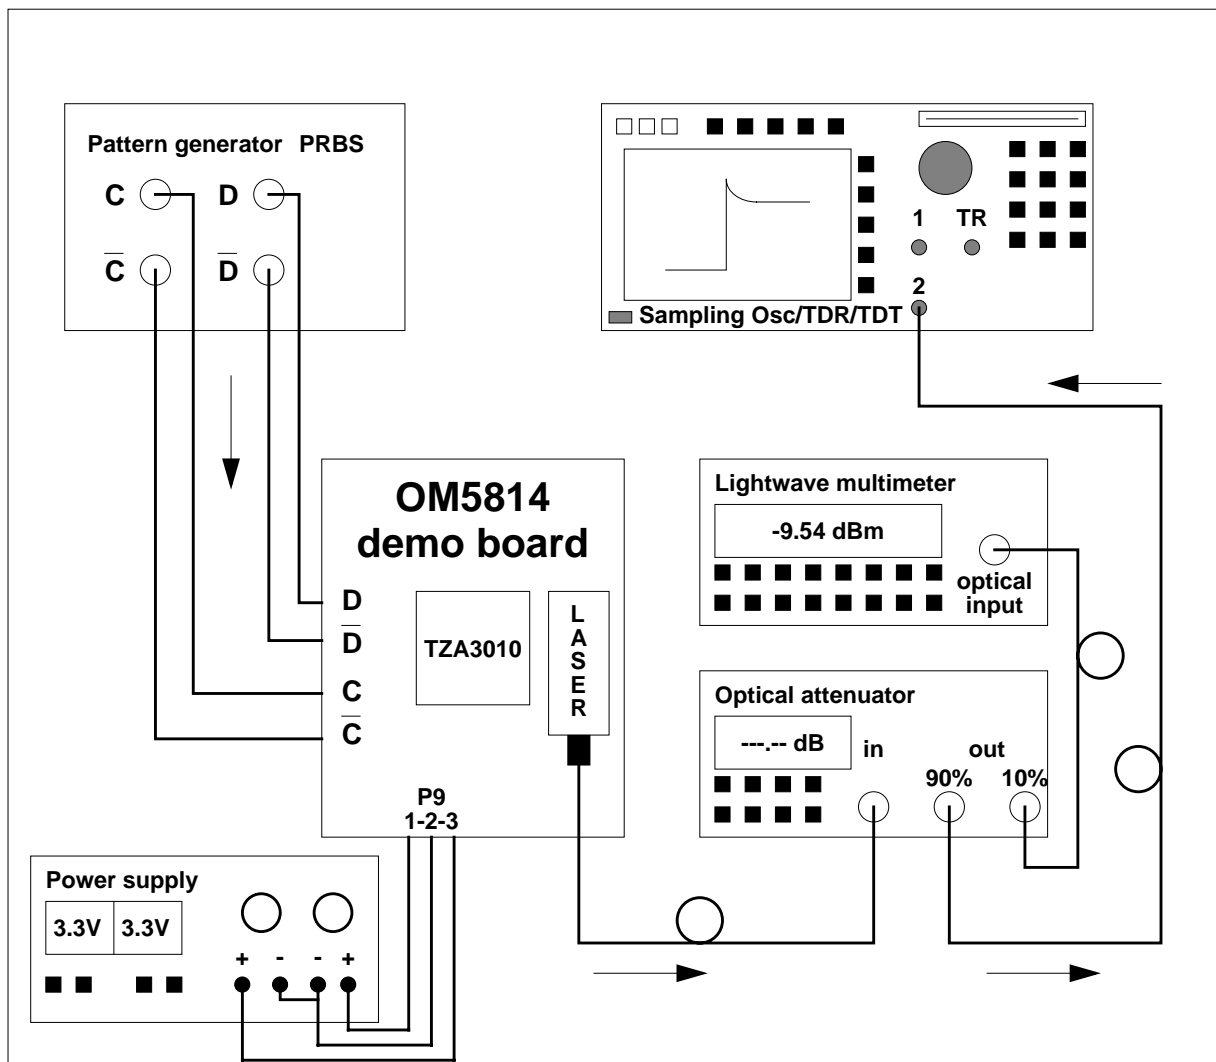 Pattern generator PRBS
C D
C̅ D̅
1 TR
2
Sampling Osc/TDR/TDT
OM5814
demo board
D
D̅
C
C̅
TZA3010
LASER
P9
1-2-3
Lightwave multimeter
-9.54 dBm
optical
input
Optical attenuator
---.-- dB in out
90% 10%
Power supply
3.3V 3.3V
+ - - +